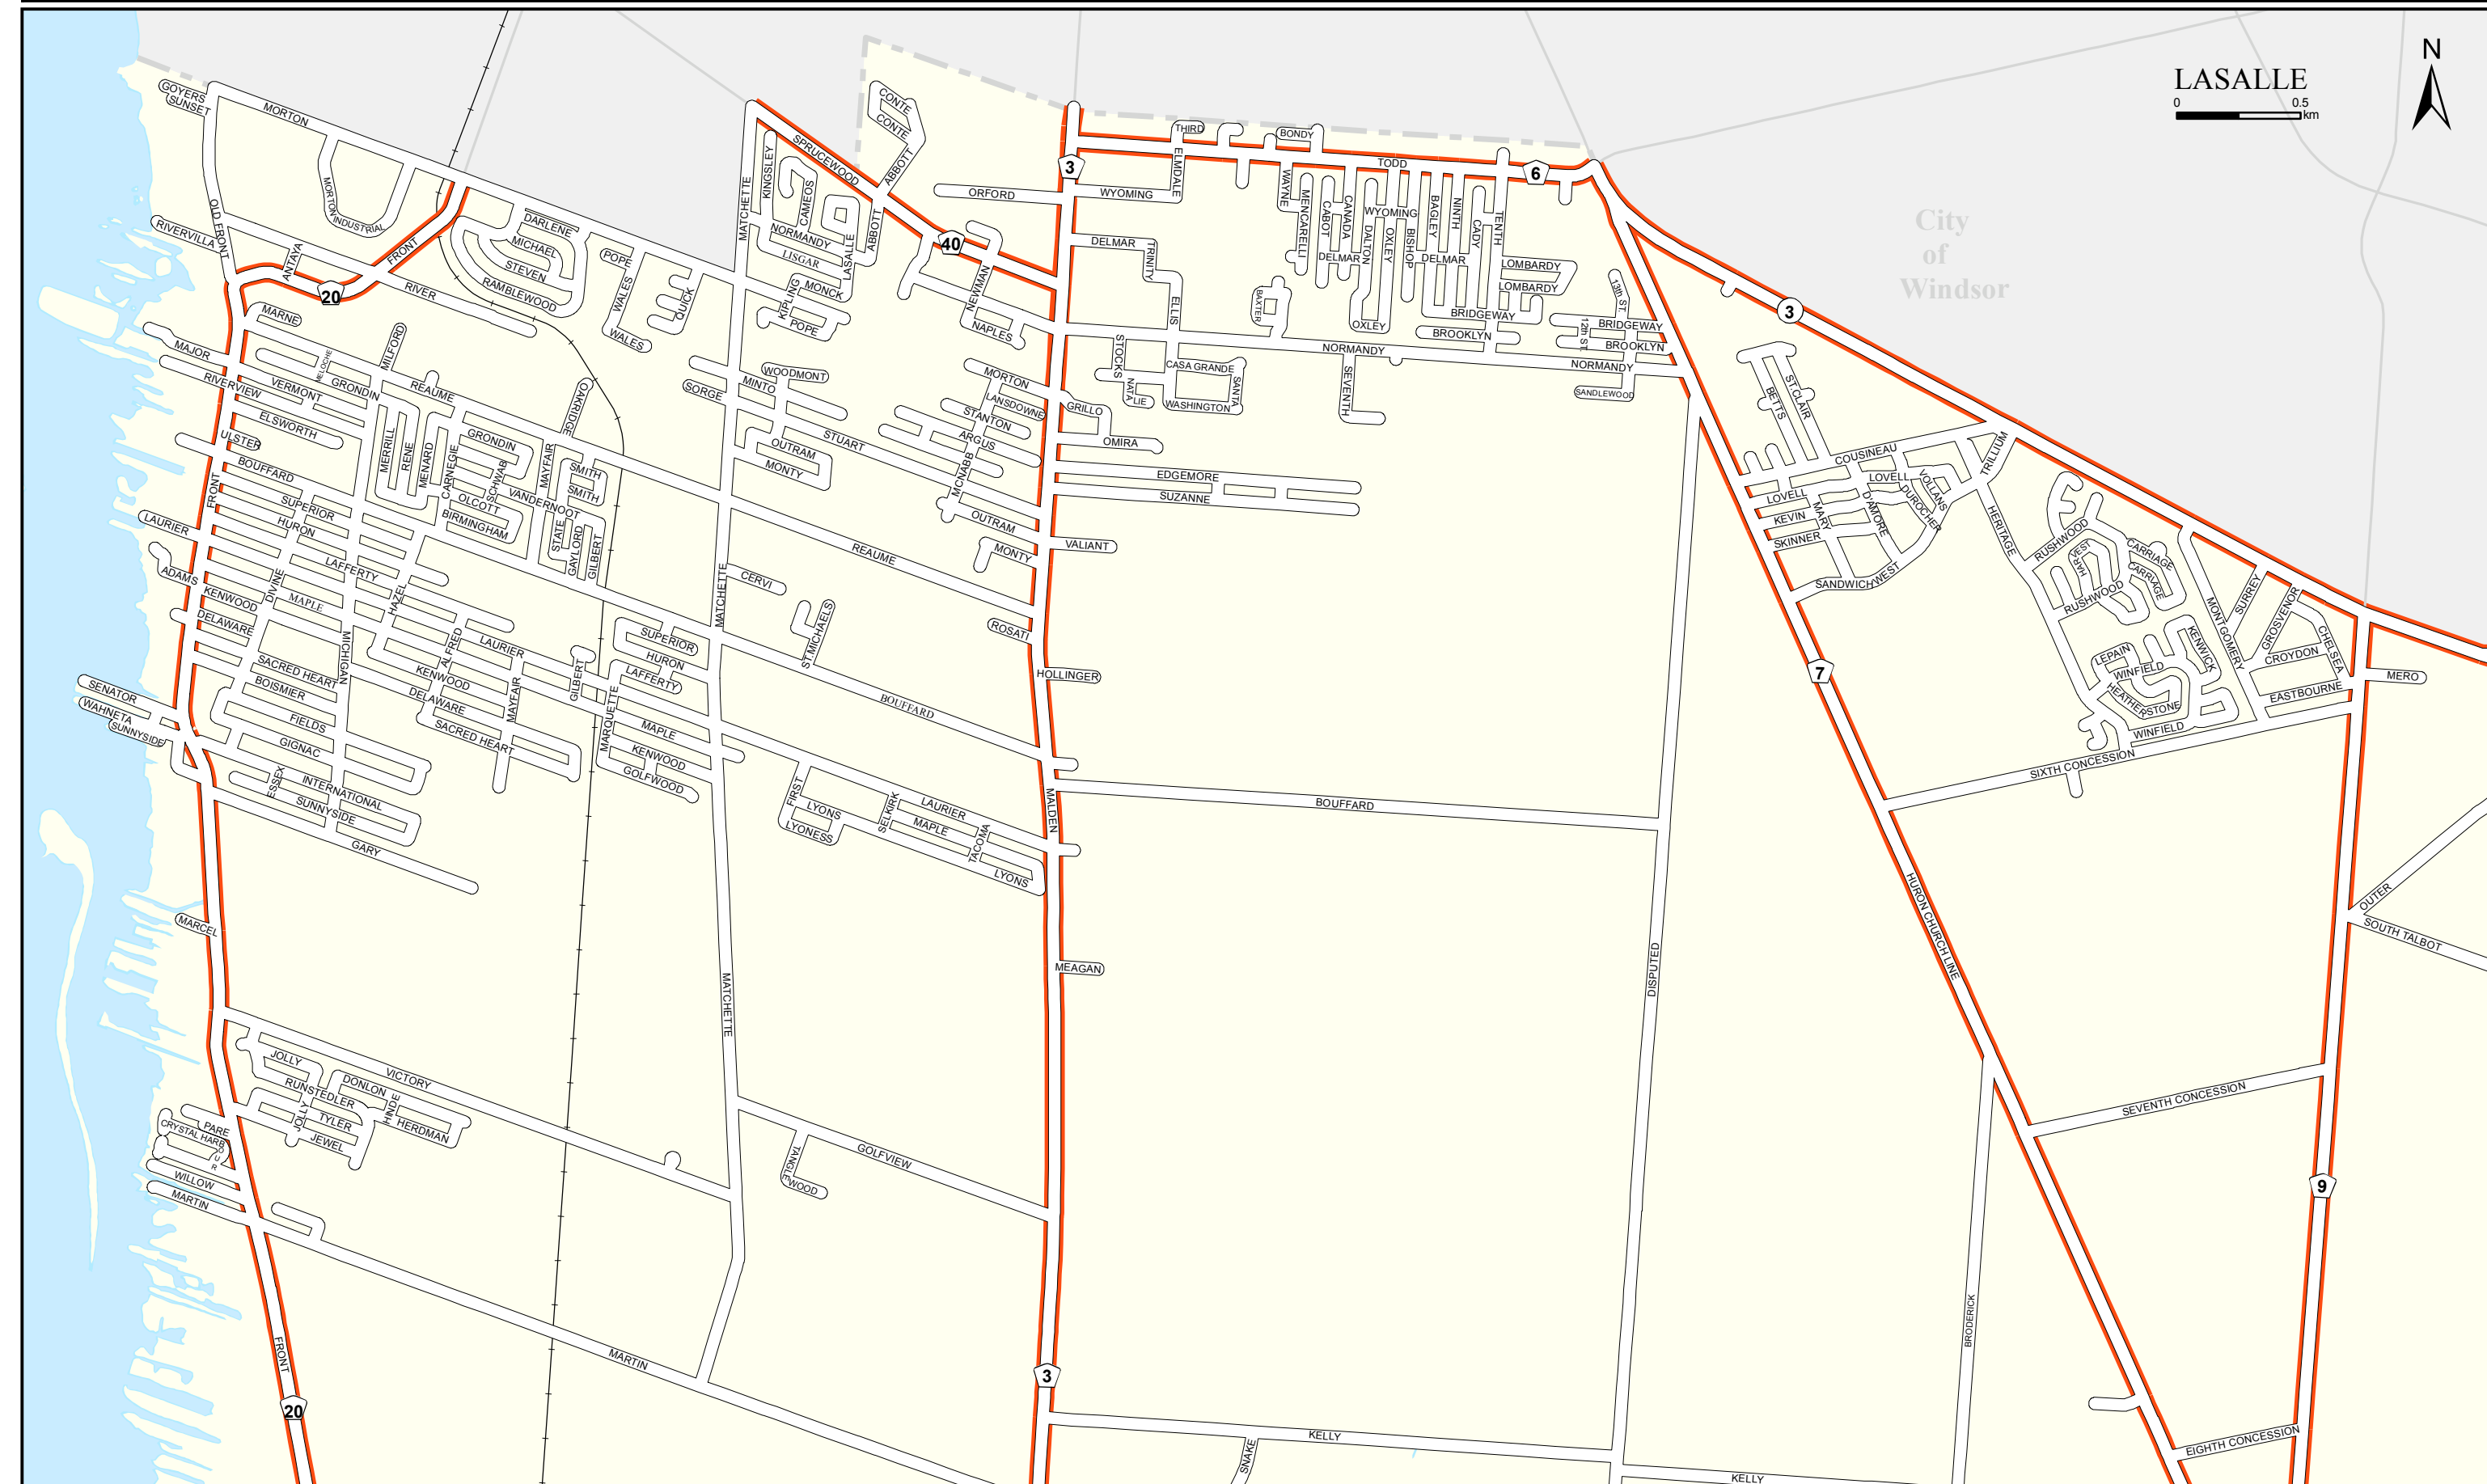 LASALLE
0 0.5
km
N
City
of
Windsor
GOYERS
SUNSET
MORTON
MORTON
INDUSTRIAL
OLD FRONT
RIVERVILLA
ANTAYA
FRONT
20
RIVER
DARLENE
MICHAEL
STEVEN
RAMBLEWOOD
POPE
WALES
WALES
QUICK
MATCHETTE
KINGSLEY
SPRUCEWOOD
CAMEOS
NORMANDY
LISGAR
LASALLE
ABBOTT
ABBOTT
CONTE
CONTE
KIPLING
MONCK
POPE
40
NEWMAN
NAPLES
ORFORD
3
WYOMING
THIRD
ELMDALE
BONDY
TODD
6
WAYNE
MENCARELLI
CABOT
CANADA
DALTON
WYOMING
OXLEY
BISHOP
BAGLEY
NINTH
CADY
TENTH
DELMAR
TRINITY
ELLIS
DELMAR
DELMAR
LOMBARDY
LOMBARDY
BAXTER
OXLEY
BRIDGEWAY
BROOKLYN
13th ST.
12th ST.
BRIDGEWAY
BROOKLYN
NORMANDY
NORMANDY
SANDLEWOOD
SEVENTH
STOCKS
NATA
LIE
CASA GRANDE
SANTA
WASHINGTON
3
MARNE
MAJOR
MELOCHE
MILFORD
RIVERVIEW
VERMONT
GRONDIN
REAUME
ELSWORTH
ULSTER
OAKRIDGE
MERRILL
RENE
MENARD
CARNEGIE
GRONDIN
SCHWAB
MAYFAIR
SMITH
SMITH
OLCOTT
VANDERNOOT
BIRMINGHAM
STATE
GAYLORD
GILBERT
BOUFFARD
FRONT
SUPERIOR
HURON
LAURIER
LAFFERTY
ADAMS
DIVINE
HAZEL
KENWOOD
MAPLE
DELAWARE
MICHIGAN
ALFRED
LAURIER
KENWOOD
DELAWARE
MAYFAIR
GILBERT
SACRED HEART
SACRED HEART
BOISMIER
FIELDS
GIGNAC
SENATOR
WAHNETA
SUNNYSIDE
ESSEX
INTERNATIONAL
SUNNYSIDE
GARY
SORGE
MINTO
WOODMONT
STUART
OUTRAM
MONTY
MORTON
LANSDOWNE
STANTON
ARGUS
MCNABB
OUTRAM
MONTY
GRILLO
OMIRA
EDGEMORE
SUZANNE
VALIANT
REAUME
MATCHETTE
CERVI
ST.MICHAELS
ROSATI
HOLLINGER
SUPERIOR
HURON
LAFFERTY
MARQUETTE
MAPLE
KENWOOD
GOLFWOOD
BOUFFARD
BOUFFARD
FIRST
LYONS
LYONESS
SELKIRK
LAURIER
MAPLE
TACOMA
LYONS
MALDEN
MEAGAN
BETTS
ST.CLAIR
COUSINEAU
TRILLIUM
LOVELL
LOVELL
VOLLANS
DUROCHER
KEVIN
MARY
D'AMORE
SKINNER
SANDWICH
WEST
HERITAGE
RUSHWOOD
HAR
VEST
CARRIAGE
CARRIAGE
RUSHWOOD
MONTGOMERY
SURREY
GROSVENOR
CHELSEA
CROYDON
EASTBOURNE
MERO
KENWICK
LEPAIN
WINFIELD
HEATHER
STONE
WINFIELD
SIXTH CONCESSION
7
HURON CHURCH LINE
OUTER
SOUTH TALBOT
DISPUTED
MARCEL
MATCHETTE
VICTORY
JOLLY
RUNSTEDLER
DONLON
HINDE
HERDMAN
TYLER
JOLLY
JEWEL
PARE
CRYSTAL HARB
O
U
R
WILLOW
MARTIN
GOLFVIEW
TANGLE
WOOD
MARTIN
FRONT
20
3
KELLY
SNAKE
KELLY
BRODERICK
SEVENTH CONCESSION
9
EIGHTH CONCESSION